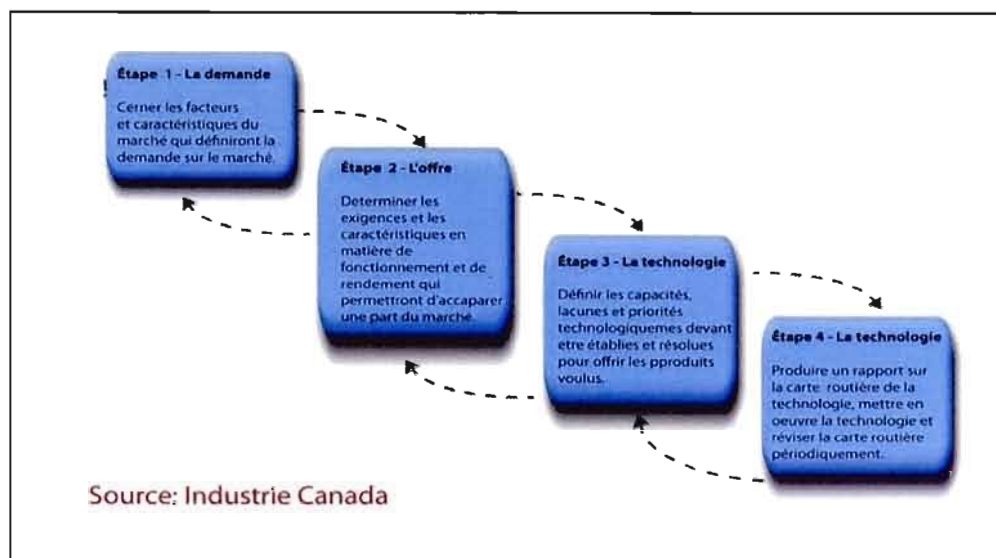 Étape 1 - La demande
Cerner les facteurs
et caractéristiques du
marché qui définiront la
demande sur le marché.
Étape 2 - L'offre
Determiner les
exigences et les
caractéristiques en
matière de
fonctionnement et de
rendement qui
permettront d'accaparer
une part du marché.
Étape 3 - La technologie
Définir les capacités,
lacunes et priorités
technologiquemes devant
etre établies et résolues
pour offrir les pproduits
voulus.
Étape 4 - La technologie
Produire un rapport sur
la carte routière de la
technologie, mettre en
oeuvre la technologie et
réviser la carte routière
périodiquement.
Source: Industrie Canada